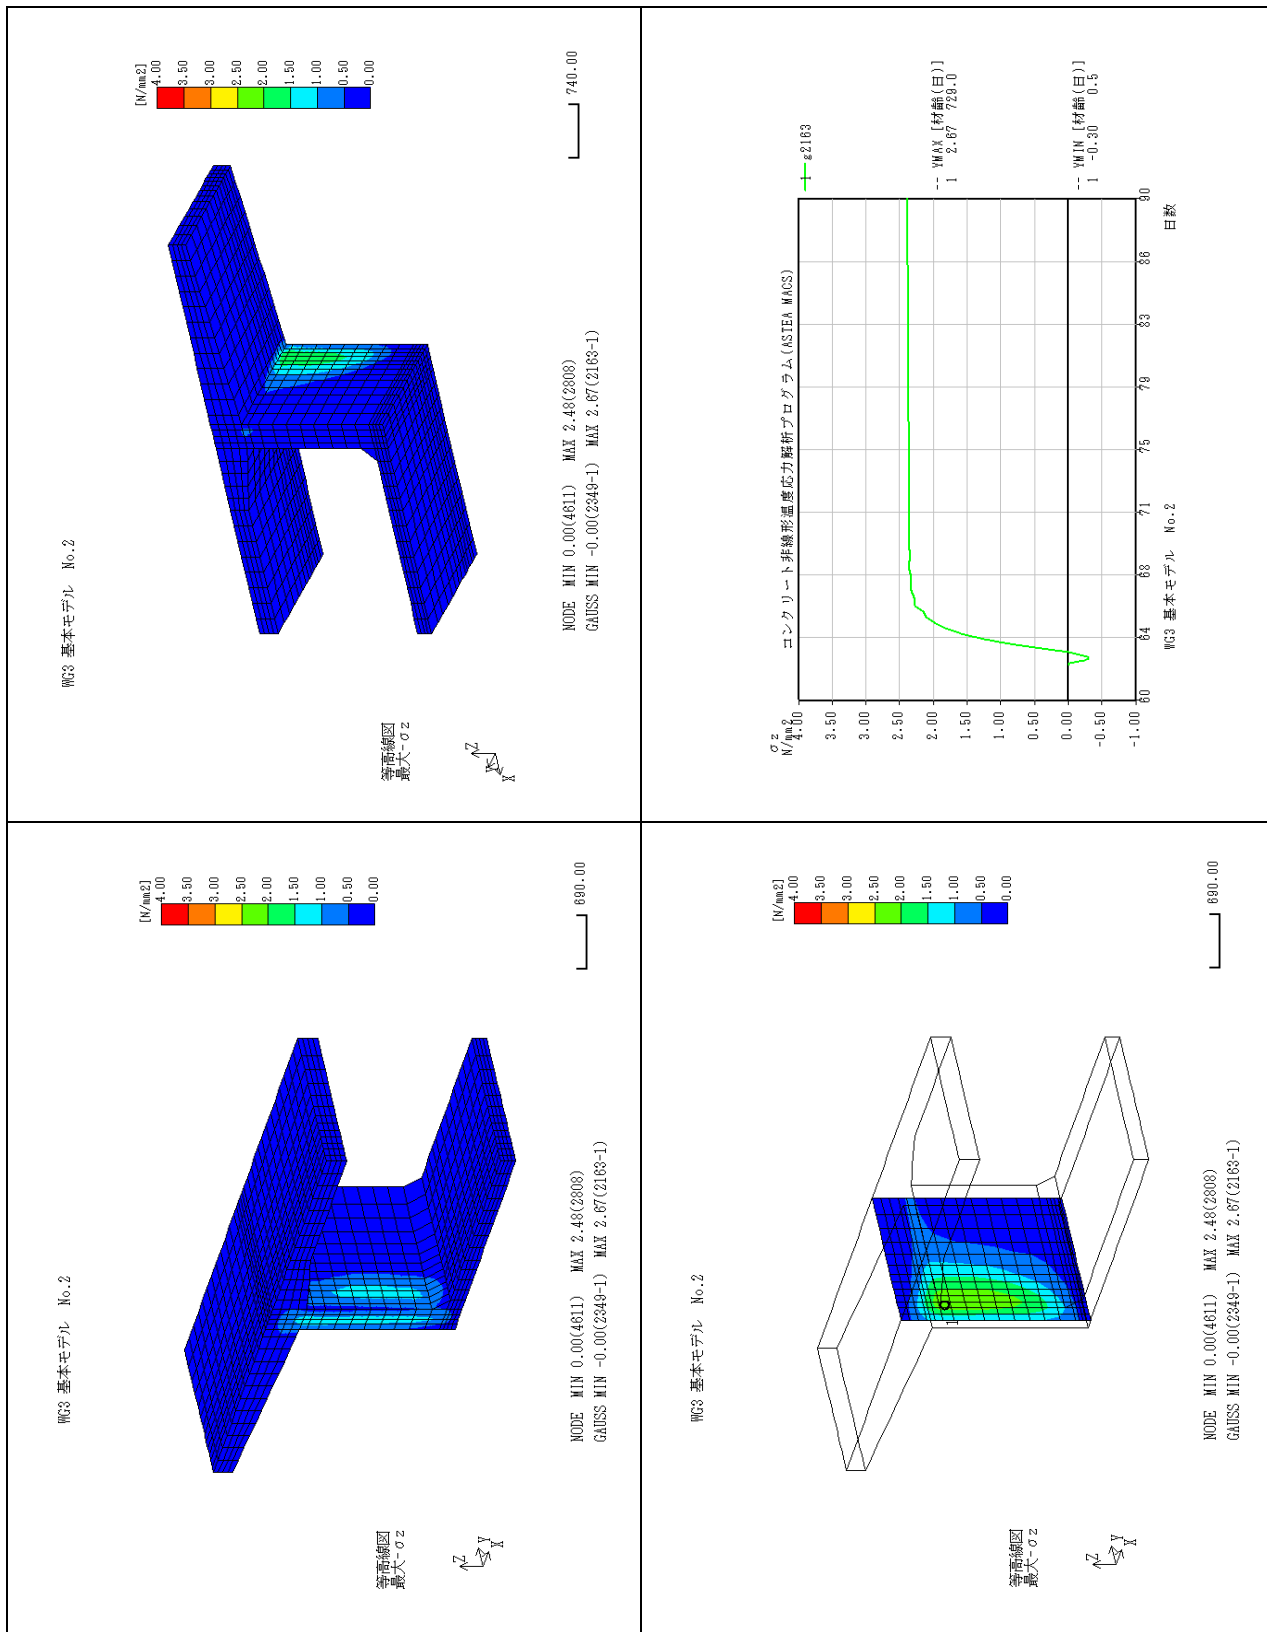 WG3 基本モデル No.2
[N/mm2]
4.00
3.50
3.00
2.50
2.00
1.50
1.00
0.50
0.00
等高線図
最大-σz
Z
Y
X
740.00
NODE MIN 0.00(4611) MAX 2.48(2808)
GAUSS MIN -0.00(2349-1) MAX 2.67(2163-1)
コンクリート非線形温度応力解析プログラム(ASTEA MACS)
σz
N/mm2
4.00
3.50
3.00
2.50
2.00
1.50
1.00
0.50
0.00
-0.50
-1.00
60
64
68
71
75
79
83
86
90
日数
1 g2163
-- YMAX [材齢(日)]
1 2.67 729.0
-- YMIN [材齢(日)]
1 -0.30 0.5
WG3 基本モデル No.2
WG3 基本モデル No.2
[N/mm2]
4.00
3.50
3.00
2.50
2.00
1.50
1.00
0.50
0.00
等高線図
最大-σz
Z
Y
X
690.00
NODE MIN 0.00(4611) MAX 2.48(2808)
GAUSS MIN -0.00(2349-1) MAX 2.67(2163-1)
WG3 基本モデル No.2
[N/mm2]
4.00
3.50
3.00
2.50
2.00
1.50
1.00
0.50
0.00
1
等高線図
最大-σz
Z
Y
X
690.00
NODE MIN 0.00(4611) MAX 2.48(2808)
GAUSS MIN -0.00(2349-1) MAX 2.67(2163-1)